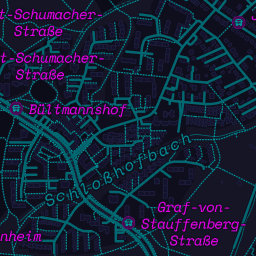 t-Schumacher-
Straße
t-Schumacher-
Straße
Bültmannshof
Schloßhofbach
Graf-von-
Stauffenberg-
Straße
nheim